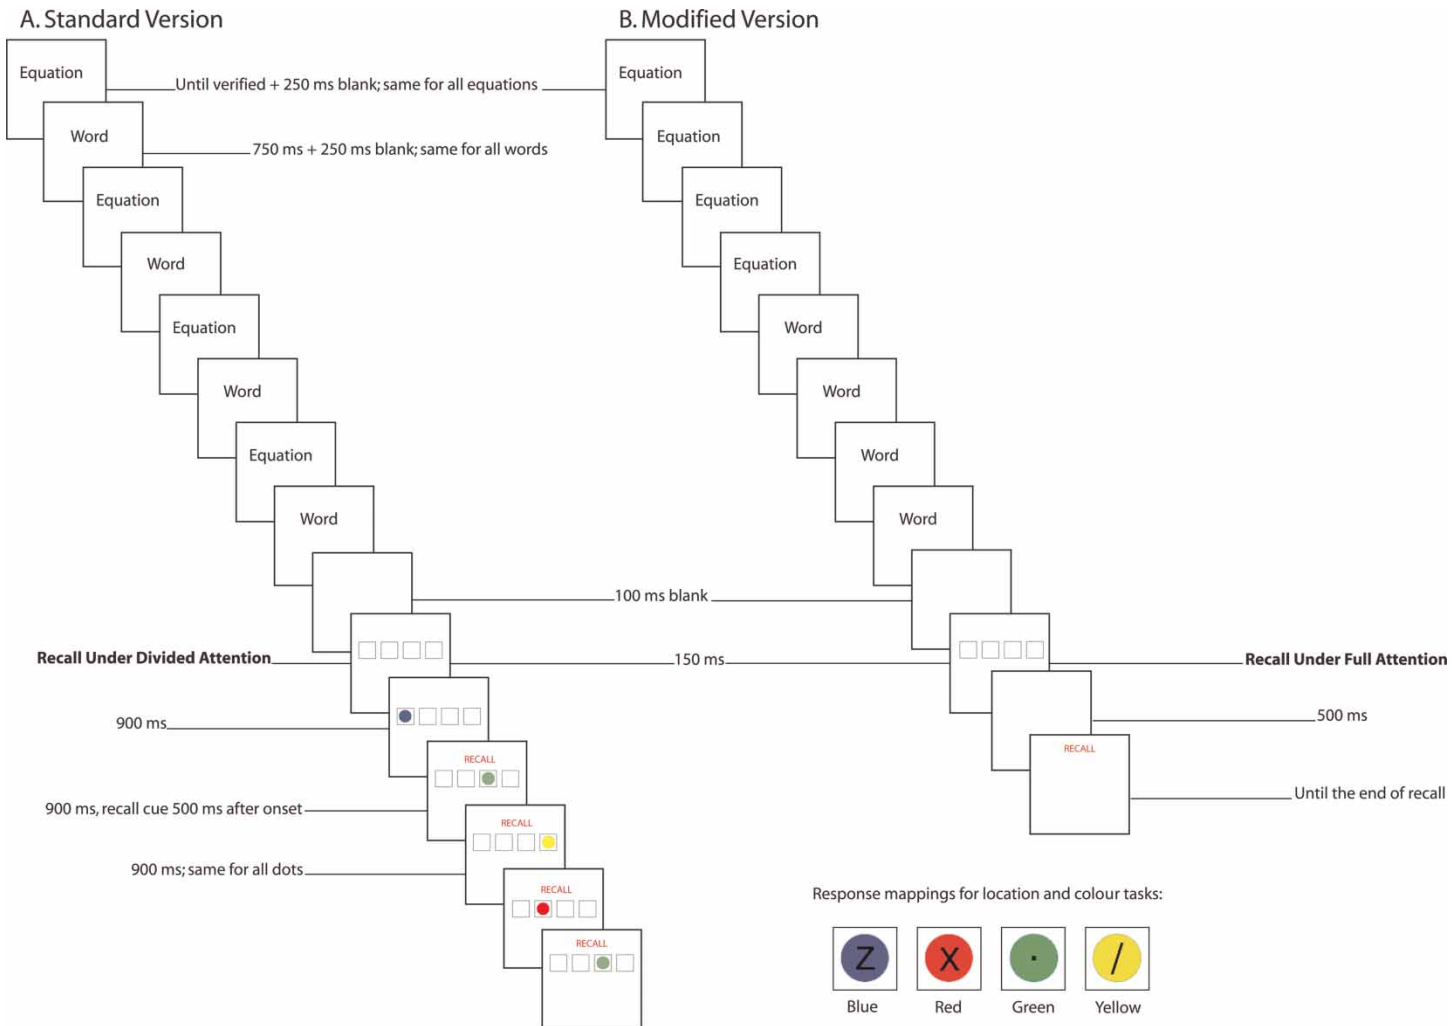 A. Standard Version
B. Modified Version
Equation
Until verified + 250 ms blank; same for all equations
Equation
Word
750 ms + 250 ms blank; same for all words
Equation
Equation
Equation
Word
Equation
Equation
Word
Word
Word
Equation
Word
Word
Word
100 ms blank
Recall Under Divided Attention
150 ms
Recall Under Full Attention
900 ms
500 ms
RECALL
RECALL
900 ms, recall cue 500 ms after onset
Until the end of recall
RECALL
900 ms; same for all dots
RECALL
RECALL
Response mappings for location and colour tasks:
Z
X
.
/
Blue
Red
Green
Yellow